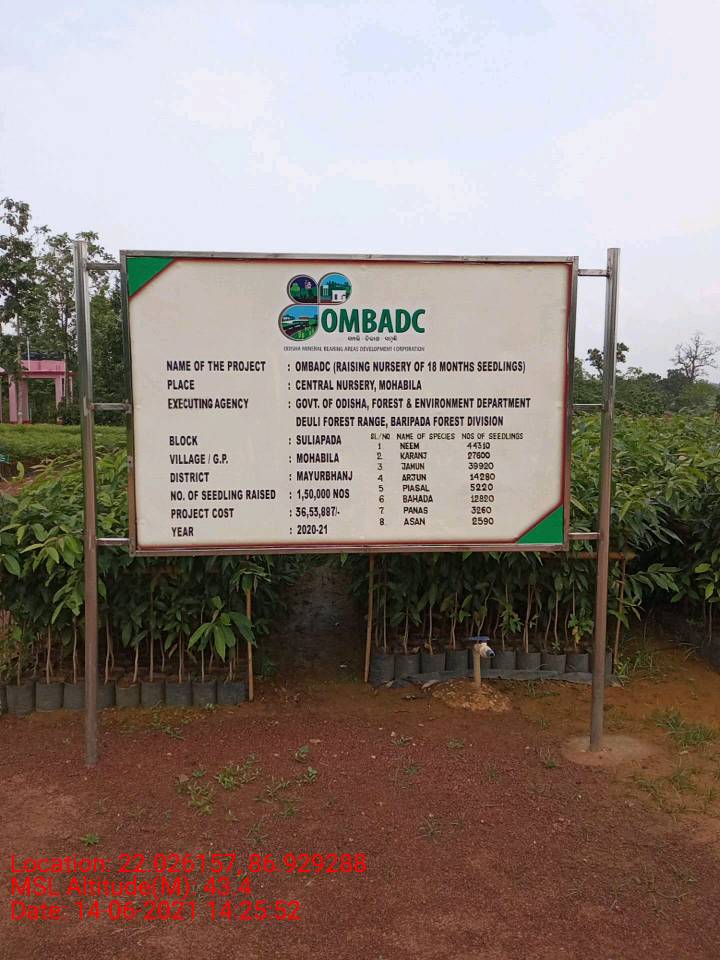 OMBADC
ସମ୍ପଦ - ବିକାଶ - ସମୃଦ୍ଧି
ODISHA MINERAL BEARING AREAS DEVELOPMENT CORPORATION
NAME OF THE PROJECT : OMBADC (RAISING NURSERY OF 18 MONTHS SEEDLINGS)
PLACE : CENTRAL NURSERY, MOHABILA
EXECUTING AGENCY : GOVT. OF ODISHA, FOREST & ENVIRONMENT DEPARTMENT
DEULI FOREST RANGE, BARIPADA FOREST DIVISION
BLOCK : SULIAPADA
VILLAGE / G.P. : MOHABILA
DISTRICT : MAYURBHANJ
NO. OF SEEDLING RAISED : 1,50,000 NOS
PROJECT COST : 36,53,887/-
YEAR : 2020-21
SL/NO NAME OF SPECIES NOS OF SEEDLINGS
1. NEEM 44310
2. KARANJ 27600
3. JAMUN 39920
4 ARJUN 14280
5 PIASAL 5220
6 BAHADA 12820
7 PANAS 3260
8. ASAN 2590
Location: 22.026157, 86.929288
MSL Altitude(M): 43.4
Date: 14-06-2021 14:25:52